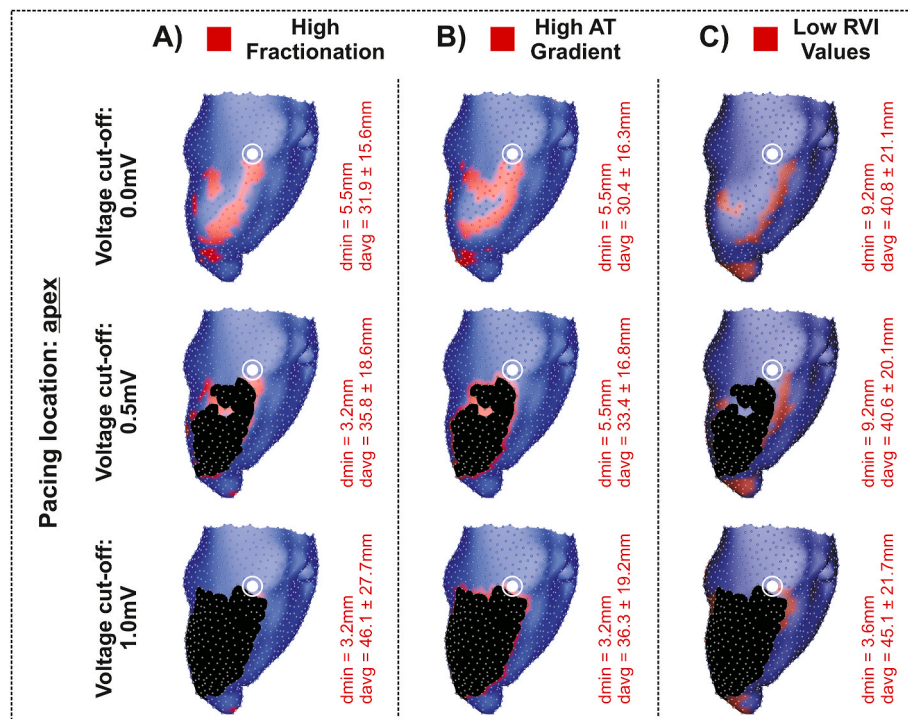 A) High
Fractionation
B) High AT
Gradient
C) Low RVI
Values
Pacing location: apex
Voltage cut-off:
0.0mV
dmin = 5.5mm
davg = 31.9 ± 15.6mm
dmin = 5.5mm
davg = 30.4 ± 16.3mm
dmin = 9.2mm
davg = 40.8 ± 21.1mm
Voltage cut-off:
0.5mV
dmin = 3.2mm
davg = 35.8 ± 18.6mm
dmin = 5.5mm
davg = 33.4 ± 16.8mm
dmin = 9.2mm
davg = 40.6 ± 20.1mm
Voltage cut-off:
1.0mV
dmin = 3.2mm
davg = 46.1 ± 27.7mm
dmin = 3.2mm
davg = 36.3 ± 19.2mm
dmin = 3.6mm
davg = 45.1 ± 21.7mm